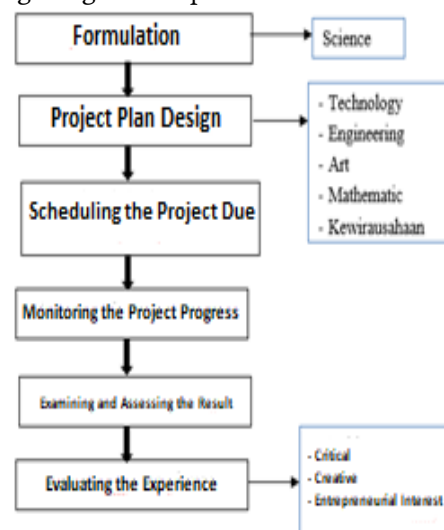 Formulation
Science
Project Plan Design
- Technology
- Engineering
- Art
- Mathematic
- Kewirausahaan
Scheduling the Project Due
Monitoring the Project Progress
Examining and Assessing the Result
Evaluating the Experience
- Critical
- Creative
- Entrepreneurial Interest